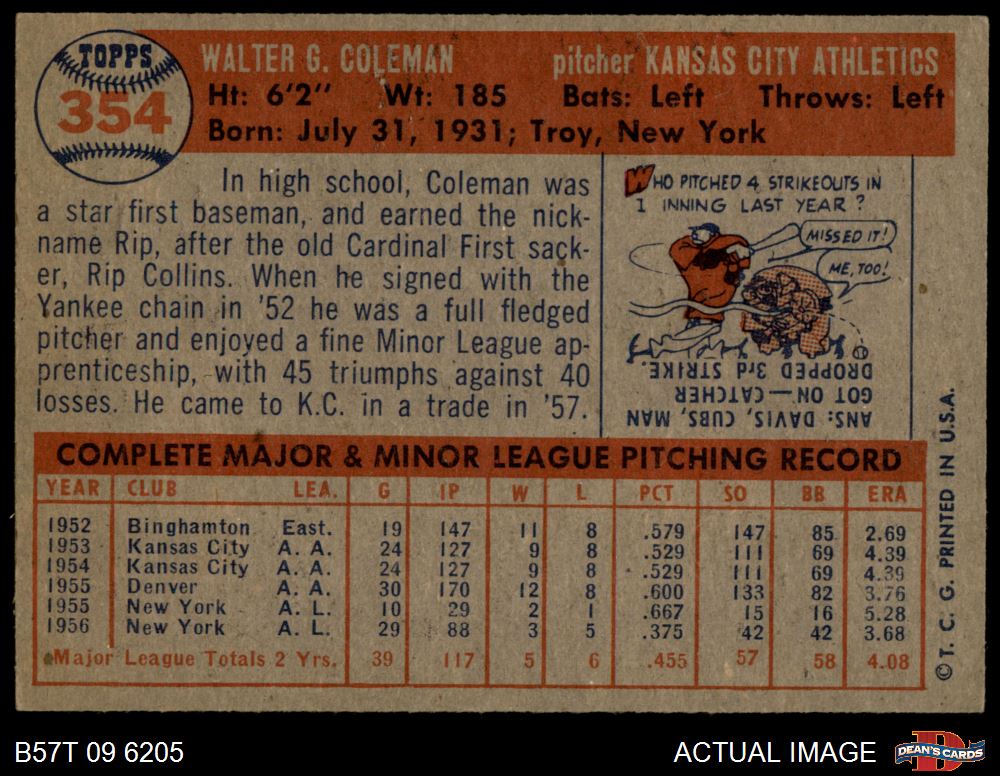 TOPPS
354
WALTER G. COLEMAN pitcher KANSAS CITY ATHLETICS
Ht: 6'2" Wt: 185 Bats: Left Throws: Left
Born: July 31, 1931; Troy, New York
In high school, Coleman was
a star first baseman, and earned the nick-
name Rip, after the old Cardinal First sack-
er, Rip Collins. When he signed with the
Yankee chain in '52 he was a full fledged
pitcher and enjoyed a fine Minor League ap-
prenticeship, with 45 triumphs against 40
losses. He came to K.C. in a trade in '57.
WHO PITCHED 4 STRIKEOUTS IN
1 INNING LAST YEAR?
MISSED IT!
ME, TOO!
ANS: DAVIS, CUBS, MAN
GOT ON—CATCHER
DROPPED 3rd STRIKE.
COMPLETE MAJOR & MINOR LEAGUE PITCHING RECORD
YEAR CLUB LEA. G IP W L PCT SO BB ERA
1952 Binghamton East. 19 147 11 8 .579 147 85 2.69
1953 Kansas City A. A. 24 127 9 8 .529 111 69 4.39
1954 Kansas City A. A. 24 127 9 8 .529 111 69 4.39
1955 Denver A. A. 30 170 12 8 .600 133 82 3.76
1955 New York A. L. 10 29 2 1 .667 15 16 5.28
1956 New York A. L. 29 88 3 5 .375 42 42 3.68
Major League Totals 2 Yrs. 39 117 5 6 .455 57 58 4.08
© T. C. G. PRINTED IN U.S.A.
B57T 09 6205
ACTUAL IMAGE
D
DEAN'S CARDS